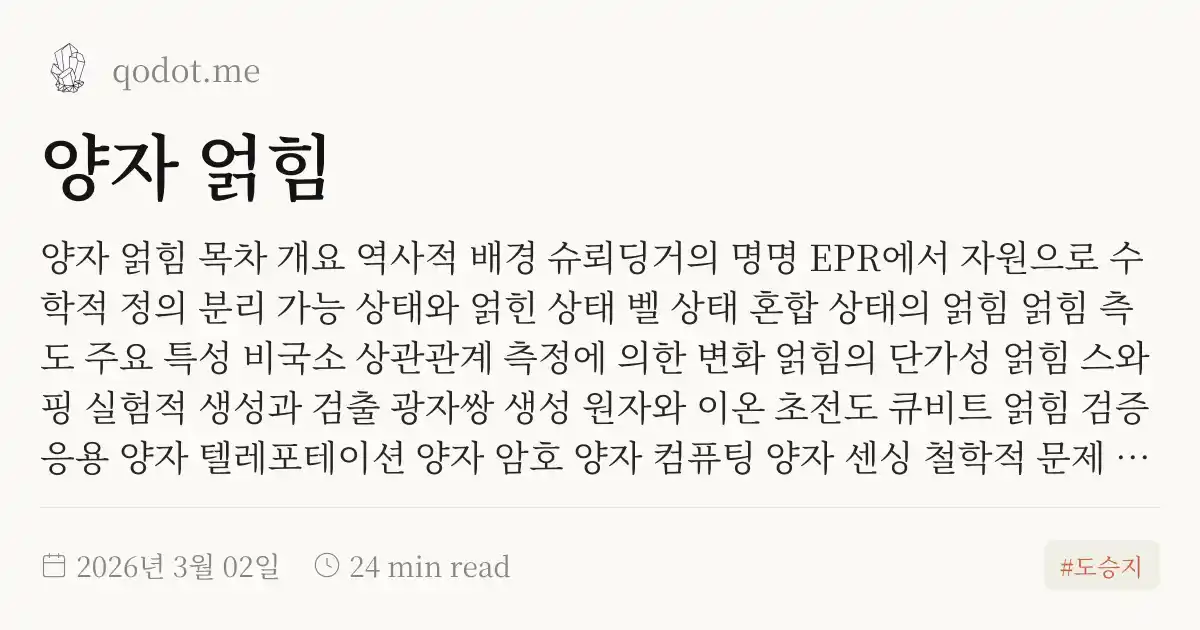 qodot.me
양자 얽힘
양자 얽힘 목차 개요 역사적 배경 슈뢰딩거의 명명 EPR에서 자원으로 수
학적 정의 분리 가능 상태와 얽힌 상태 벨 상태 혼합 상태의 얽힘 얽힘 측
도 주요 특성 비국소 상관관계 측정에 의한 변화 얽힘의 단가성 얽힘 스와
핑 실험적 생성과 검출 광자쌍 생성 원자와 이온 초전도 큐비트 얽힘 검증
응용 양자 텔레포테이션 양자 암호 양자 컴퓨팅 양자 센싱 철학적 문제 …
2026년 3월 02일 24 min read #도승지